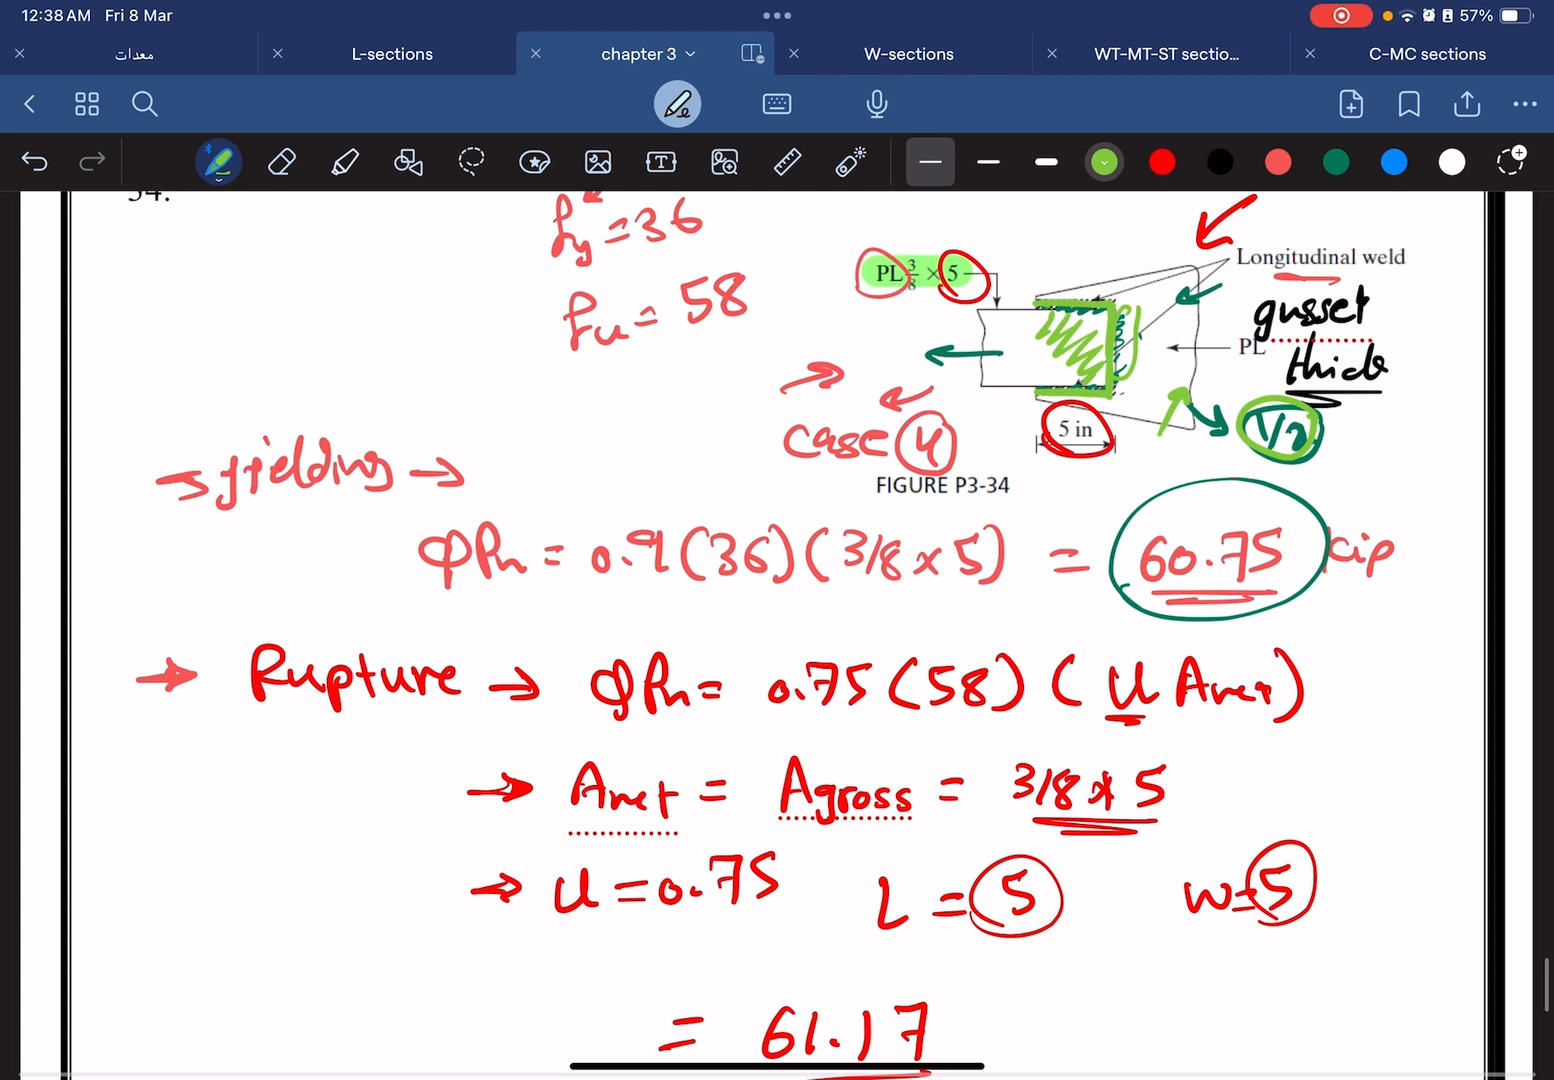 12:38 AM Fri 8 Mar
57%
معدات
L-sections
chapter 3
W-sections
WT-MT-ST sectio...
C-MC sections
34.
fy = 36
fu = 58
PL 3/8 × 5
Longitudinal weld
gusset
PL
thick
case 4
5 in
FIGURE P3-34
→ yielding →
ϕPn = 0.9 (36) (3/8 × 5) = 60.75 kip
→ Rupture → ϕPn = 0.75 (58) ( U Anet)
→ Anet = Agross = 3/8 * 5
→ U = 0.75 L = 5 w = 5
= 61.17